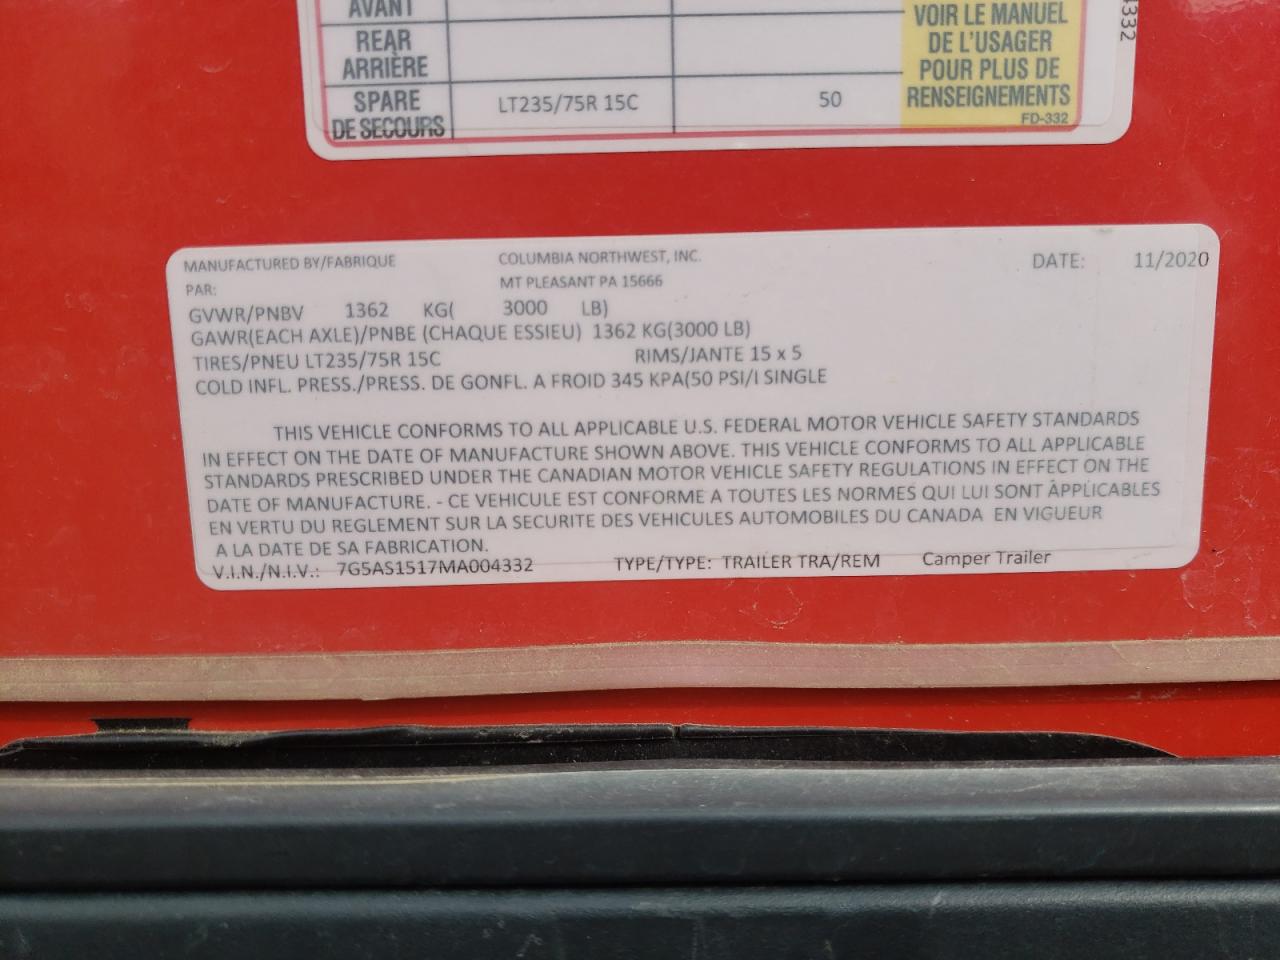 AVANT
REAR
ARRIÈRE
SPARE
DE SECOURS
LT235/75R 15C
50
VOIR LE MANUEL
DE L'USAGER
POUR PLUS DE
RENSEIGNEMENTS
FD-332
4332
MANUFACTURED BY/FABRIQUE COLUMBIA NORTHWEST, INC. DATE: 11/2020
PAR: MT PLEASANT PA 15666
GVWR/PNBV 1362 KG( 3000 LB)
GAWR(EACH AXLE)/PNBE (CHAQUE ESSIEU) 1362 KG(3000 LB)
TIRES/PNEU LT235/75R 15C RIMS/JANTE 15 x 5
COLD INFL. PRESS./PRESS. DE GONFL. A FROID 345 KPA(50 PSI/I SINGLE
THIS VEHICLE CONFORMS TO ALL APPLICABLE U.S. FEDERAL MOTOR VEHICLE SAFETY STANDARDS
IN EFFECT ON THE DATE OF MANUFACTURE SHOWN ABOVE. THIS VEHICLE CONFORMS TO ALL APPLICABLE
STANDARDS PRESCRIBED UNDER THE CANADIAN MOTOR VEHICLE SAFETY REGULATIONS IN EFFECT ON THE
DATE OF MANUFACTURE. - CE VEHICULE EST CONFORME A TOUTES LES NORMES QUI LUI SONT APPLICABLES
EN VERTU DU REGLEMENT SUR LA SECURITE DES VEHICULES AUTOMOBILES DU CANADA EN VIGUEUR
A LA DATE DE SA FABRICATION.
V.I.N./N.I.V.: 7G5AS1517MA004332 TYPE/TYPE: TRAILER TRA/REM Camper Trailer